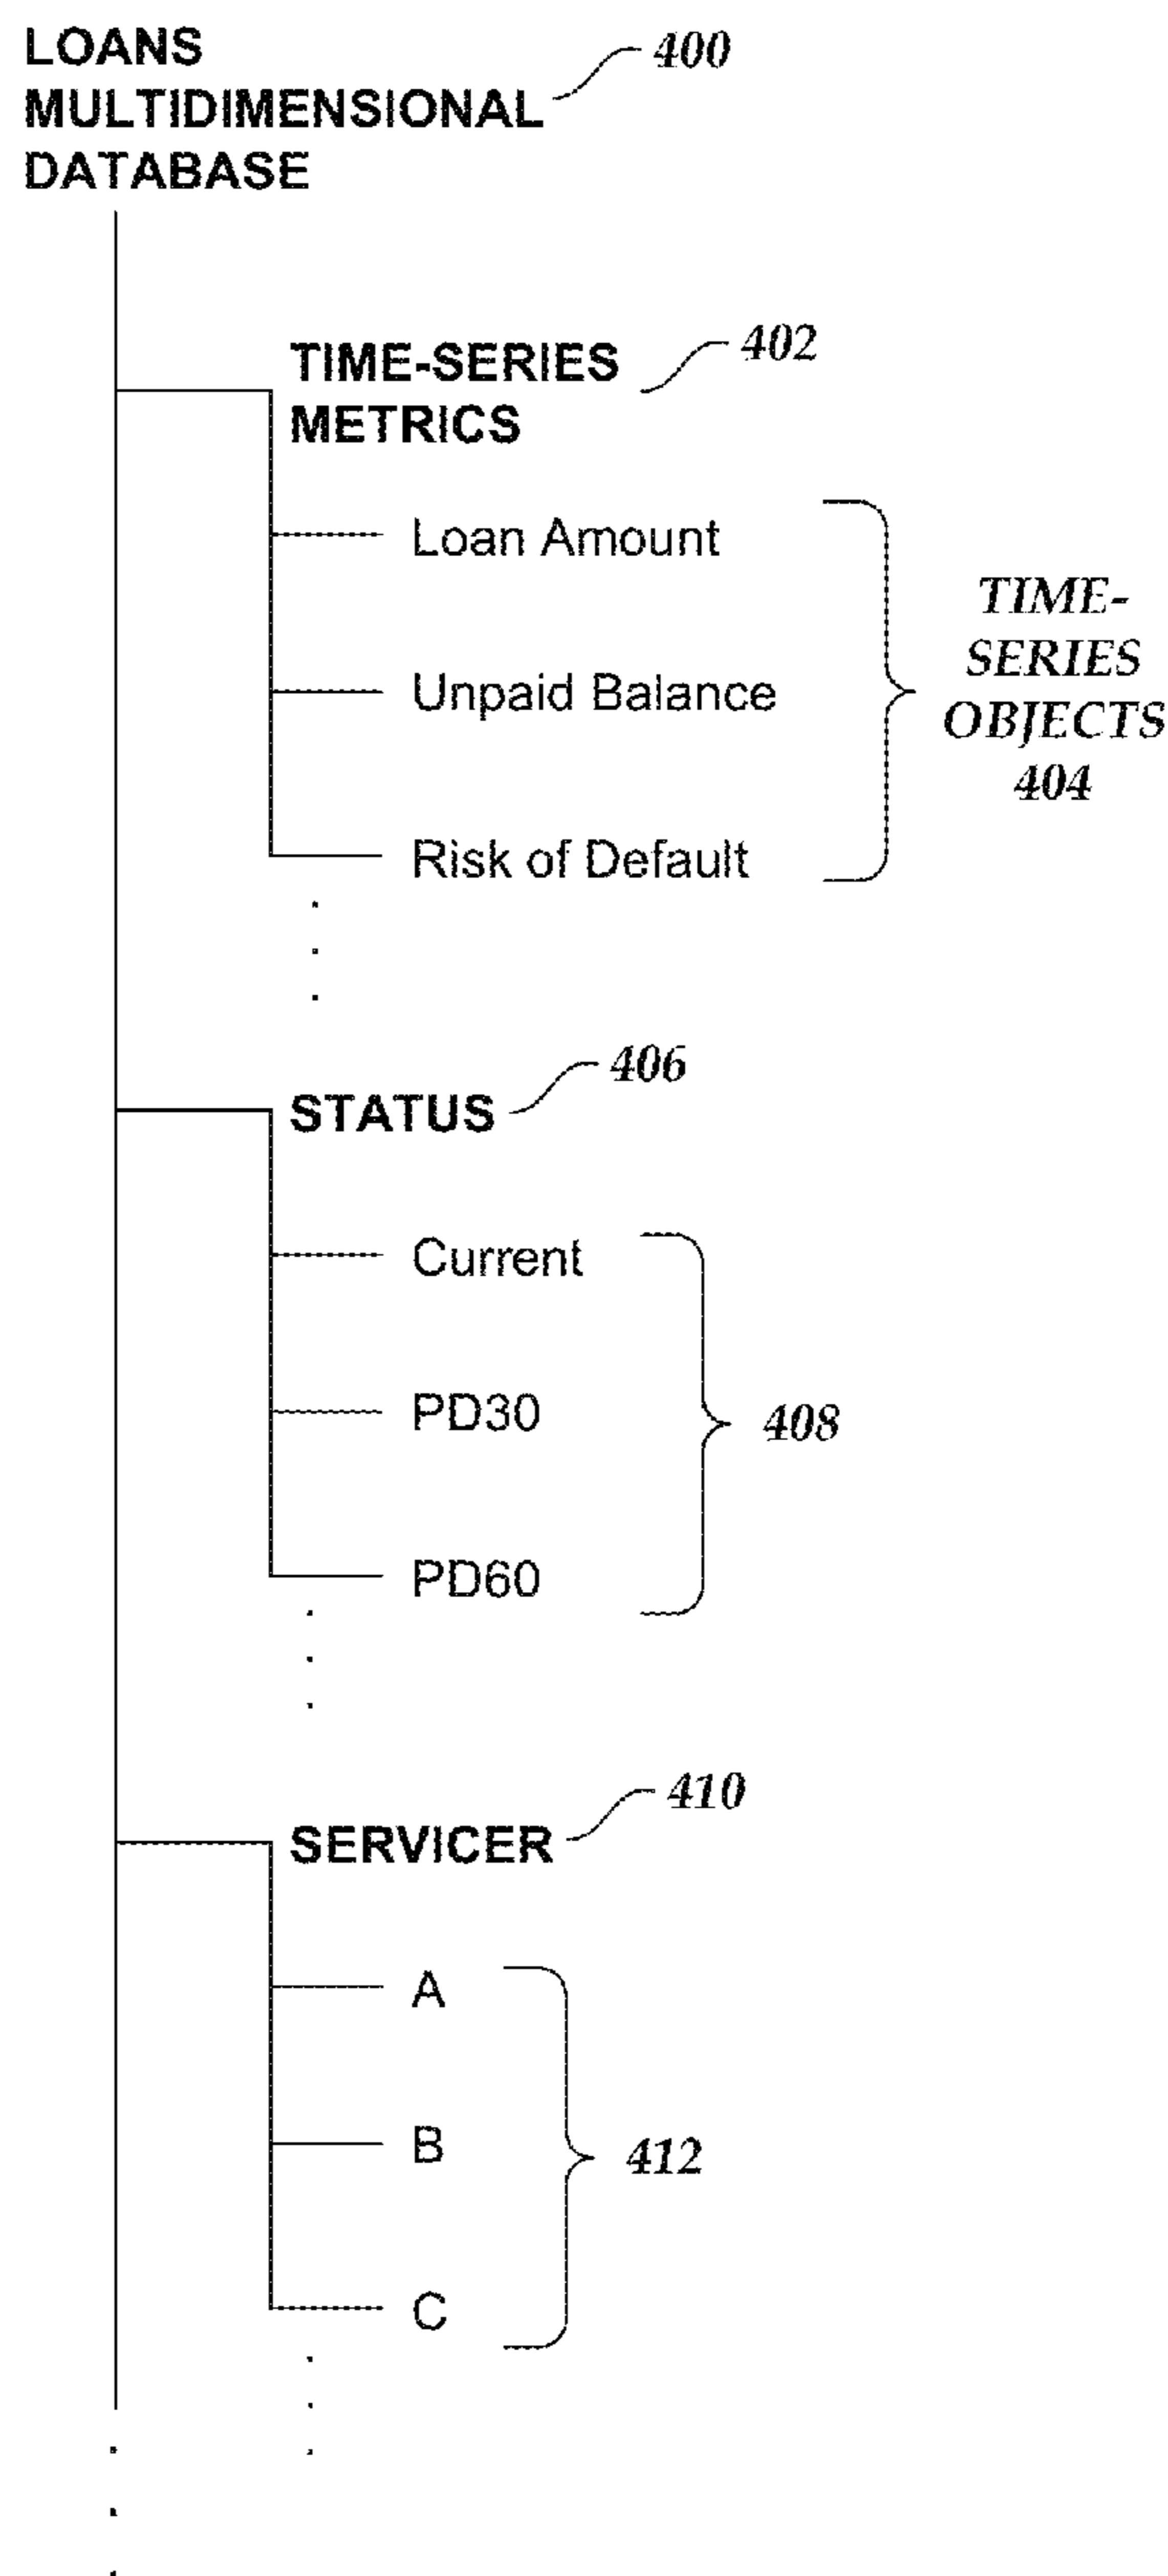 LOANS
MULTIDIMENSIONAL
DATABASE
400
TIME-SERIES
METRICS
402
Loan Amount
Unpaid Balance
Risk of Default
TIME-
SERIES
OBJECTS
404
STATUS
406
Current
PD30
PD60
408
SERVICER
410
A
B
C
412